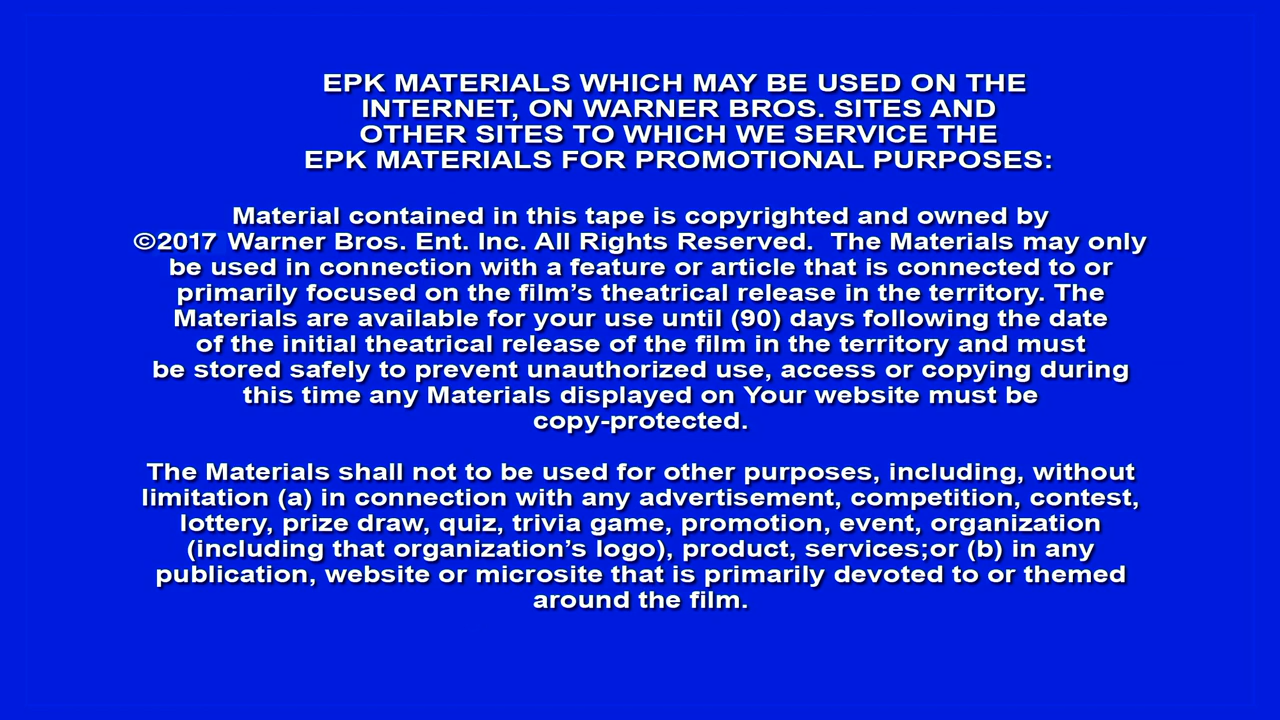 EPK MATERIALS WHICH MAY BE USED ON THE
INTERNET, ON WARNER BROS. SITES AND
OTHER SITES TO WHICH WE SERVICE THE
EPK MATERIALS FOR PROMOTIONAL PURPOSES:
Material contained in this tape is copyrighted and owned by
©2017 Warner Bros. Ent. Inc. All Rights Reserved.  The Materials may only
be used in connection with a feature or article that is connected to or
primarily focused on the film’s theatrical release in the territory. The
Materials are available for your use until (90) days following the date
of the initial theatrical release of the film in the territory and must
be stored safely to prevent unauthorized use, access or copying during
this time any Materials displayed on Your website must be
copy-protected.
The Materials shall not to be used for other purposes, including, without
limitation (a) in connection with any advertisement, competition, contest,
lottery, prize draw, quiz, trivia game, promotion, event, organization
(including that organization’s logo), product, services;or (b) in any
publication, website or microsite that is primarily devoted to or themed
around the film.